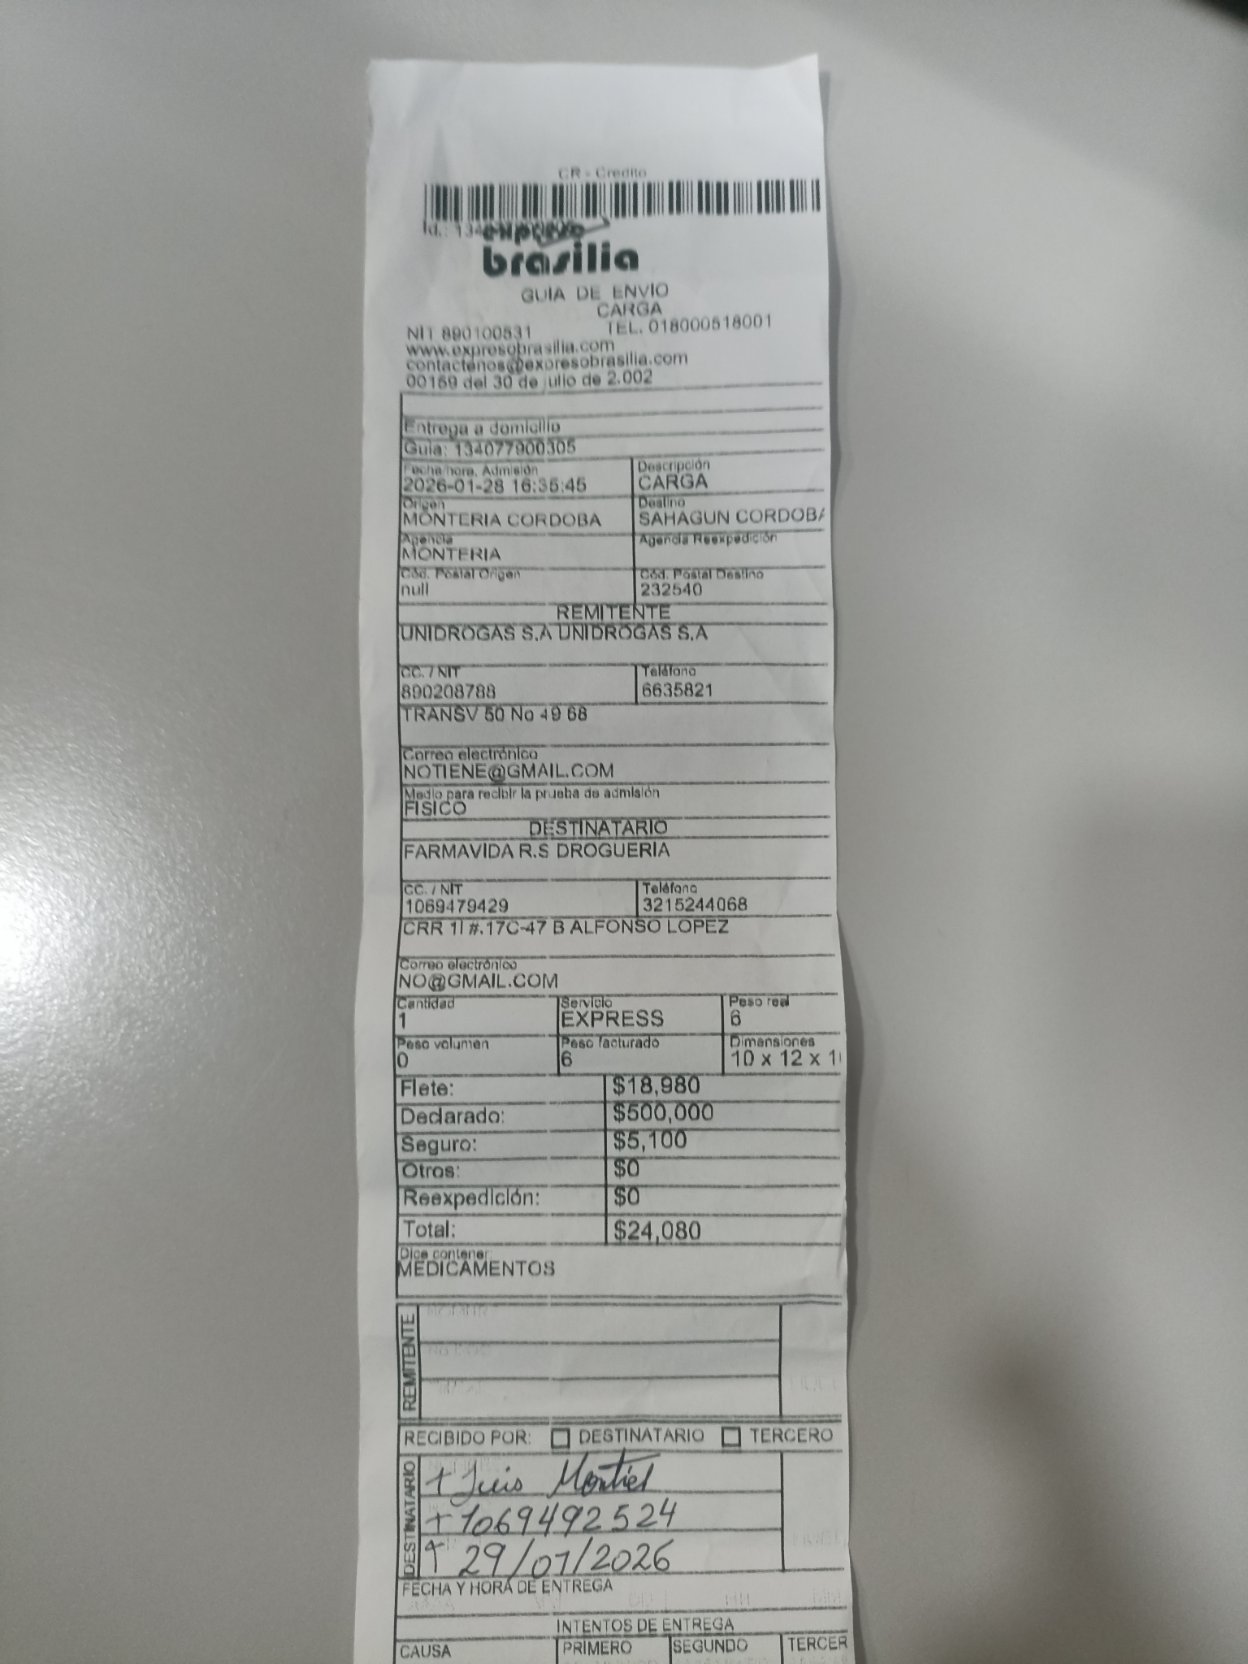 CR - Credito
Id.: 134
expreso
brasilia
GUIA DE ENVIO
CARGA
NIT 890100531 TEL. 018000518001
www.expresobrasilia.com
contactenos@expresobrasilia.com
00159 del 30 de julio de 2.002
Entrega a domicilio
Guia: 134077900305
Fecha hora. Admisión Descripción
2026-01-28 16:35:45 CARGA
Origen Destino
MONTERIA CORDOBA SAHAGUN CORDOBA
Agencia Agencia Reexpedición
MONTERIA
Cód. Postal Origen Cód. Postal Destino
null 232540
REMITENTE
UNIDROGAS S.A UNIDROGAS S.A
CC. / NIT Teléfono
890208788 6635821
TRANSV 50 No 49 68
Correo electrónico
NOTIENE@GMAIL.COM
Medio para recibir la prueba de admisión
FISICO
DESTINATARIO
FARMAVIDA R.S DROGUERIA
CC. / NIT Teléfono
1069479429 3215244068
CRR 1I #.17C-47 B ALFONSO LOPEZ
Correo electrónico
NO@GMAIL.COM
Cantidad Servicio Peso real
1 EXPRESS 6
Peso volumen Peso facturado Dimensiones
0 6 10 x 12 x 1
Flete: $18,980
Declarado: $500,000
Seguro: $5,100
Otros: $0
Reexpedición: $0
Total: $24,080
Dice contener:
MEDICAMENTOS
REMITENTE
RECIBIDO POR: DESTINATARIO TERCERO
DESTINATARIO
+ Luis Montiel
+ 1069492524
+ 29/01/2026
FECHA Y HORA DE ENTREGA
INTENTOS DE ENTREGA
CAUSA PRIMERO SEGUNDO TERCER